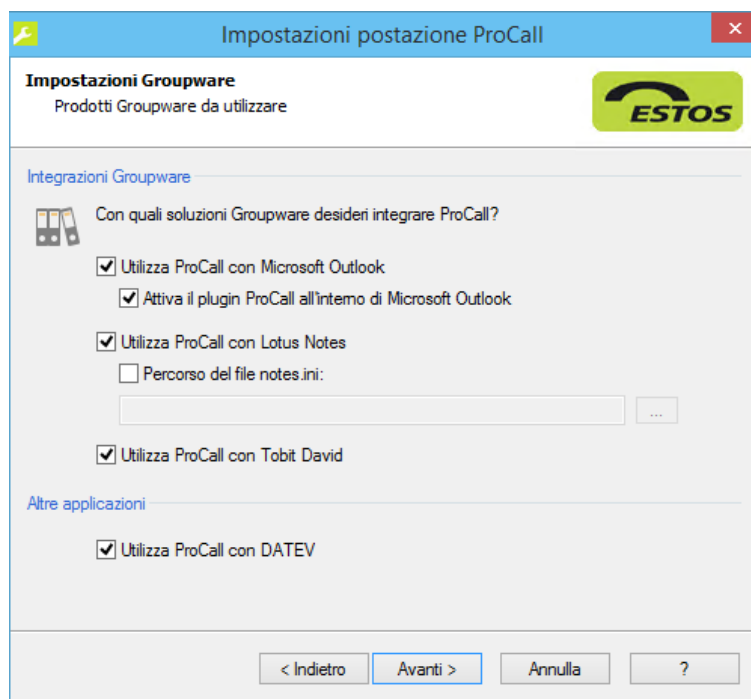 Impostazioni postazione ProCall
Impostazioni Groupware
Prodotti Groupware da utilizzare
ESTOS
Integrazioni Groupware
Con quali soluzioni Groupware desideri integrare ProCall?
Utilizza ProCall con Microsoft Outlook
Attiva il plugin ProCall all'interno di Microsoft Outlook
Utilizza ProCall con Lotus Notes
Percorso del file notes.ini:
...
Utilizza ProCall con Tobit David
Altre applicazioni
Utilizza ProCall con DATEV
< Indietro Avanti > Annulla ?